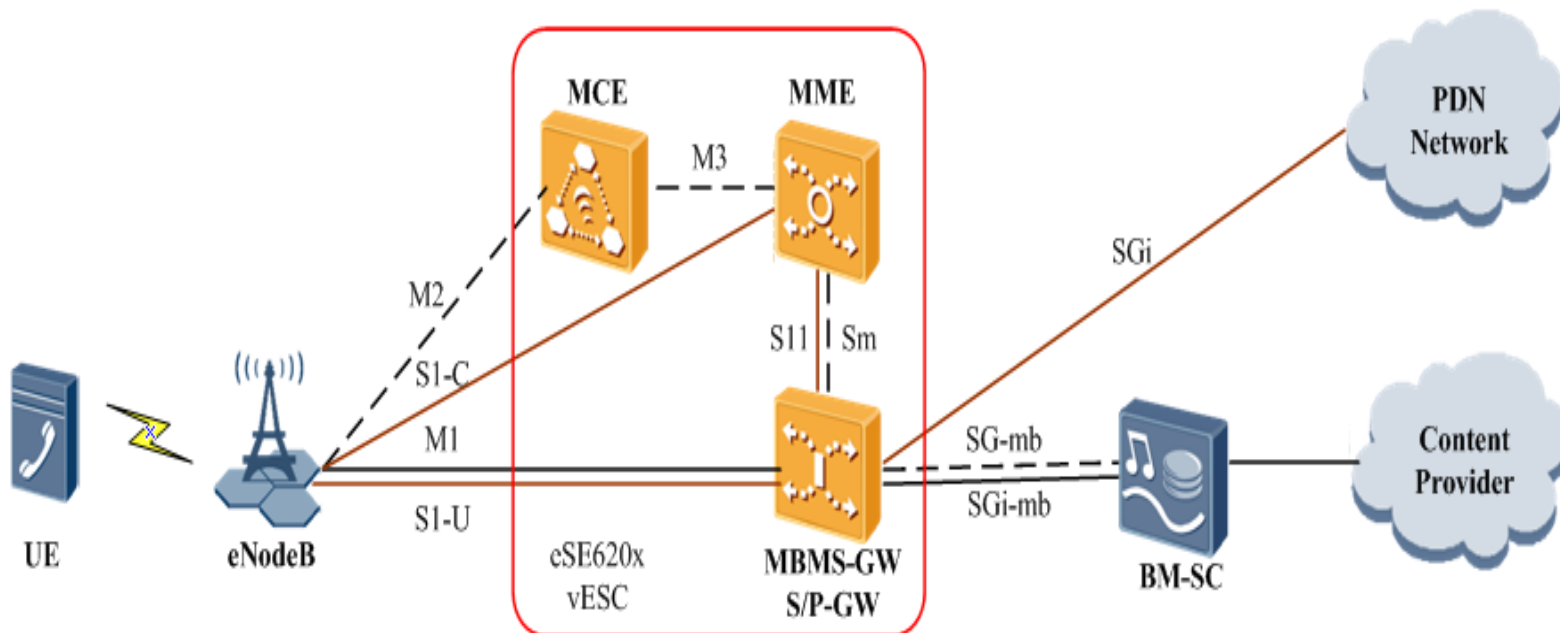 MCE
MME
PDN
Network
M3
SGi
M2
S11
Sm
S1-C
M1
SG-mb
Content
Provider
SGi-mb
S1-U
UE
eNodeB
eSE620x
vESC
MBMS-GW
S/P-GW
BM-SC
x